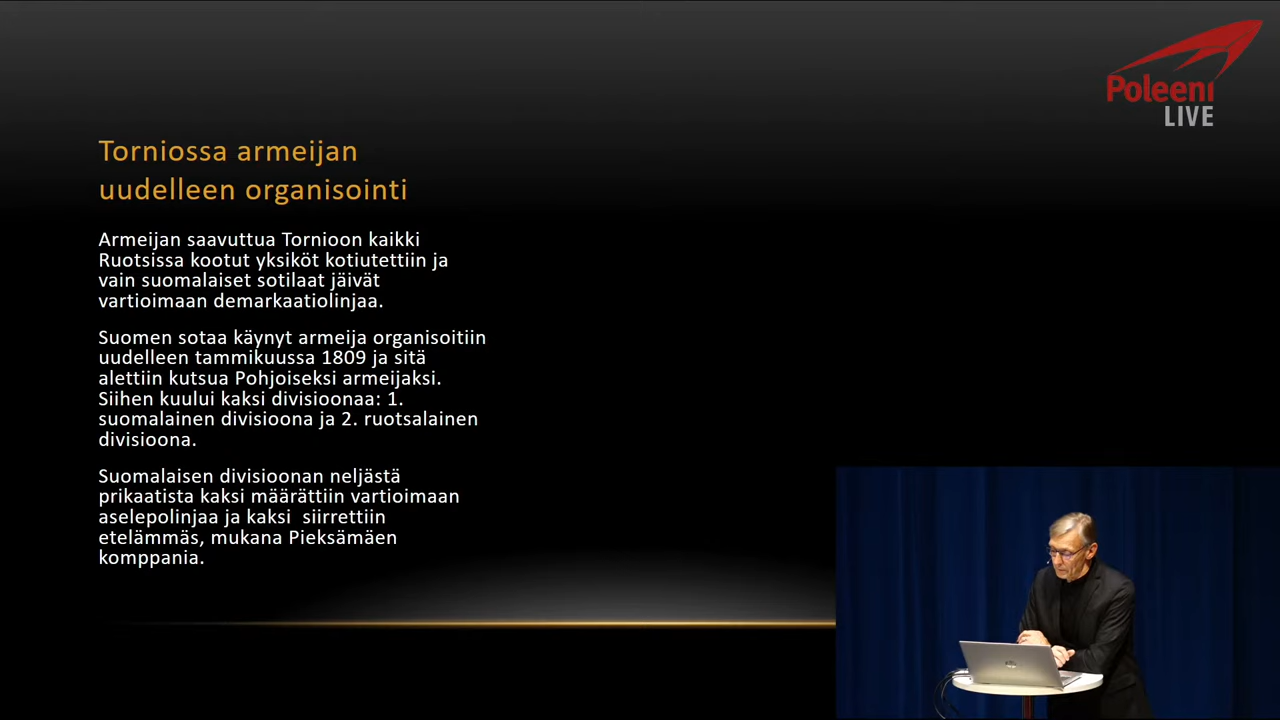 Poleeni
LIVE
Torniossa armeijan
uudelleen organisointi
Armeijan saavuttua Tornioon kaikki
Ruotsissa kootut yksiköt kotiutettiin ja
vain suomalaiset sotilaat jäivät
vartioimaan demarkaatiolinjaa.
Suomen sotaa käynyt armeija organisoitiin
uudelleen tammikuussa 1809 ja sitä
alettiin kutsua Pohjoiseksi armeijaksi.
Siihen kuului kaksi divisioonaa: 1.
suomalainen divisioona ja 2. ruotsalainen
divisioona.
Suomalaisen divisioonan neljästä
prikaatista kaksi määrättiin vartioimaan
aselepolinjaa ja kaksi  siirrettiin
etelämmäs, mukana Pieksämäen
komppania.